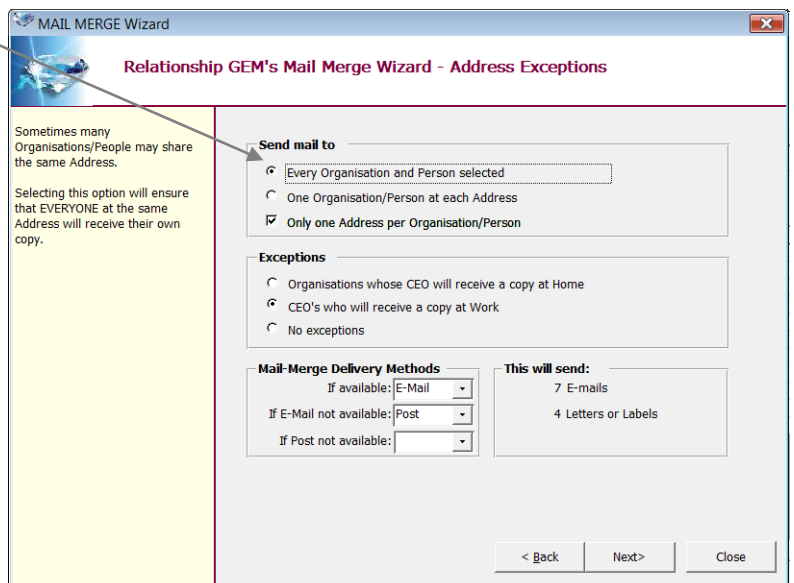 MAIL MERGE Wizard
Relationship GEM's Mail Merge Wizard - Address Exceptions
Sometimes many
Organisations/People may share
the same Address.
Selecting this option will ensure
that EVERYONE at the same
Address will receive their own
copy.
Send mail to
Every Organisation and Person selected
One Organisation/Person at each Address
Only one Address per Organisation/Person
Exceptions
Organisations whose CEO will receive a copy at Home
CEO's who will receive a copy at Work
No exceptions
Mail-Merge Delivery Methods
If available: E-Mail
If E-Mail not available: Post
If Post not available:
This will send:
7 E-mails
4 Letters or Labels
< Back
Next>
Close